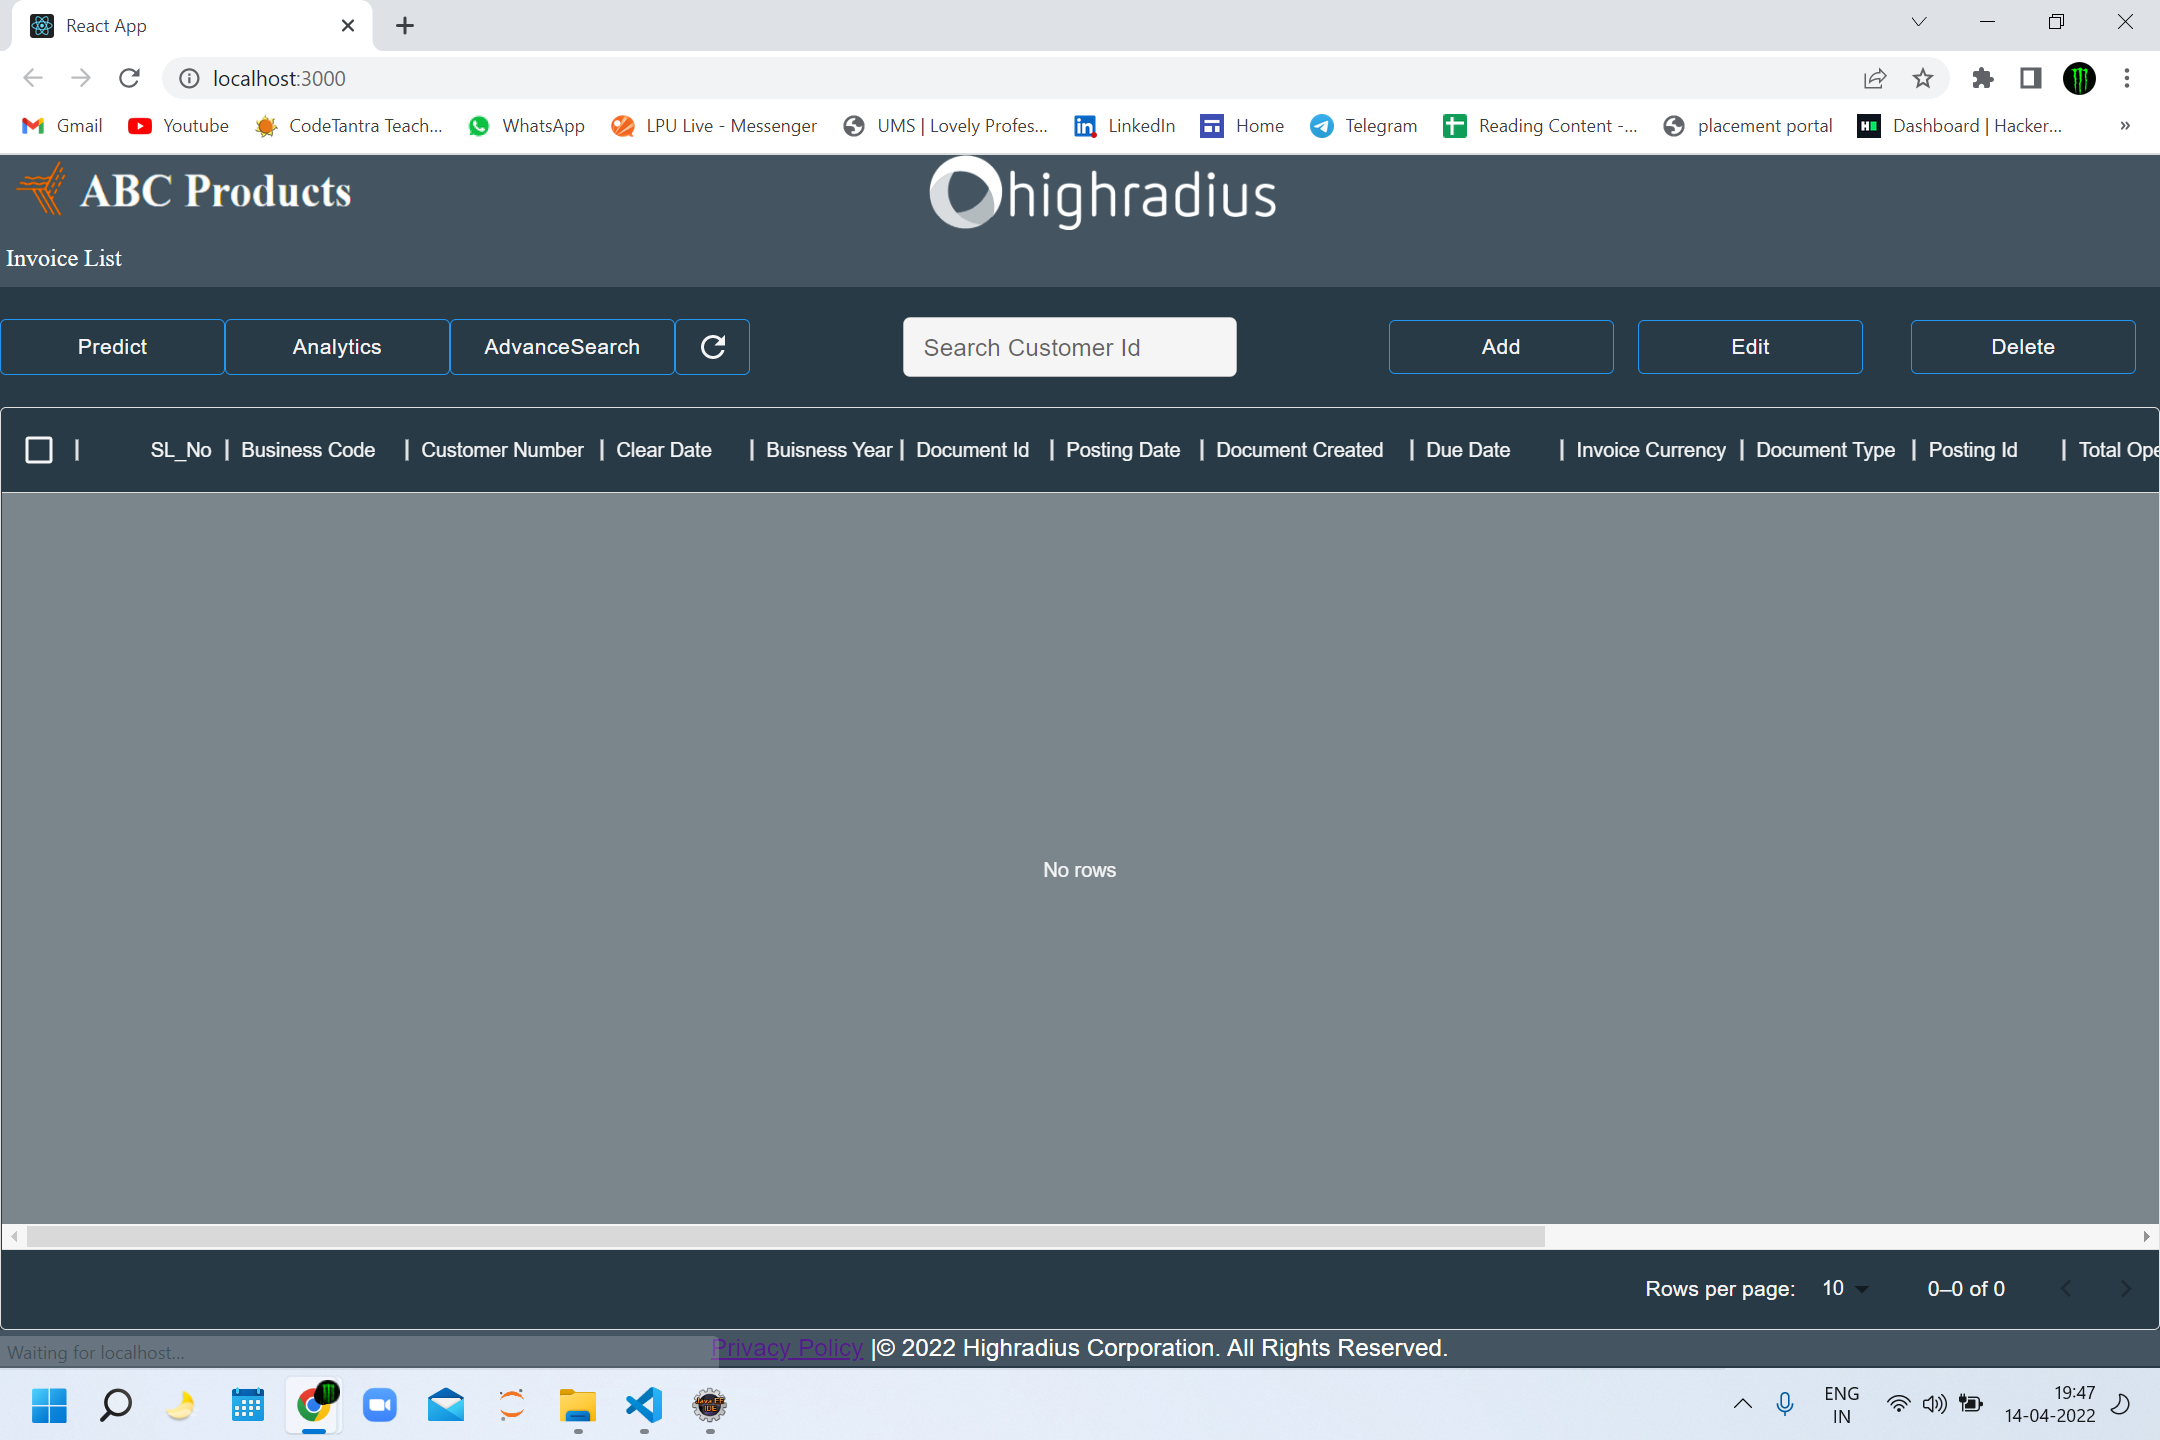 React App
localhost:3000
Gmail Youtube CodeTantra Teach... WhatsApp LPU Live - Messenger UMS | Lovely Profes... LinkedIn Home Telegram Reading Content -... placement portal Dashboard | Hacker... »
ABC Products highradius
Invoice List
Predict Analytics AdvanceSearch Search Customer Id Add Edit Delete
| SL_No | Business Code | Customer Number | Clear Date | Buisness Year | Document Id | Posting Date | Document Created | Due Date | Invoice Currency | Document Type | Posting Id | Total Ope
No rows
Rows per page: 10 0–0 of 0
Privacy Policy |© 2022 Highradius Corporation. All Rights Reserved.
Waiting for localhost...
ENG 19:47
IN 14-04-2022